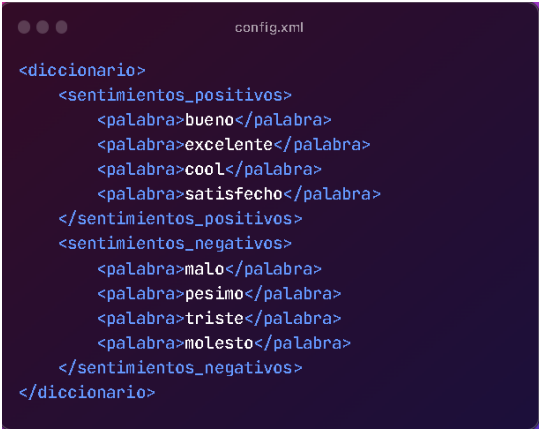 config.xml
<diccionario>
    <sentimientos_positivos>
        <palabra>bueno</palabra>
        <palabra>excelente</palabra>
        <palabra>cool</palabra>
        <palabra>satisfecho</palabra>
    </sentimientos_positivos>
    <sentimientos_negativos>
        <palabra>malo</palabra>
        <palabra>pesimo</palabra>
        <palabra>triste</palabra>
        <palabra>molesto</palabra>
    </sentimientos_negativos>
</diccionario>